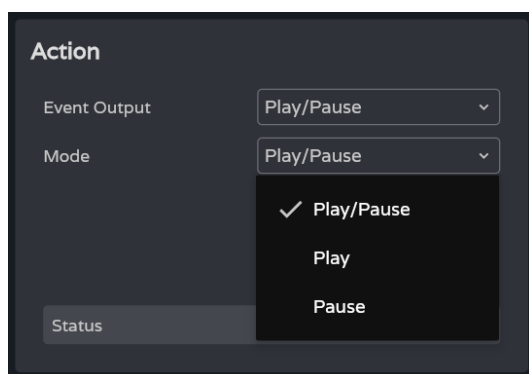 Action
Event Output Play/Pause
Mode Play/Pause
Play/Pause
Play
Pause
Status